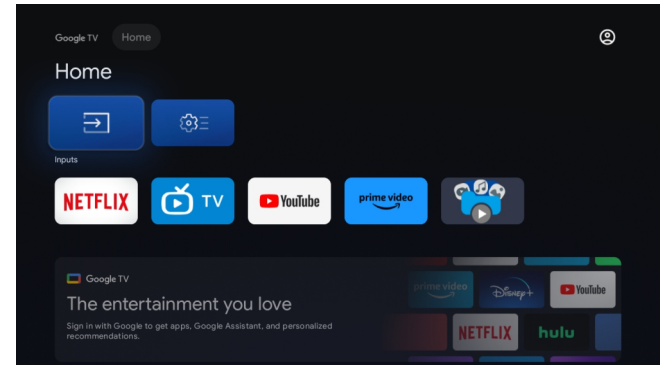 Google TV Home
Home
Inputs
NETFLIX TV YouTube prime video
Google TV
The entertainment you love
Sign in with Google to get apps, Google Assistant, and personalized
recommendations.
prime video Disney+ YouTube
NETFLIX hulu